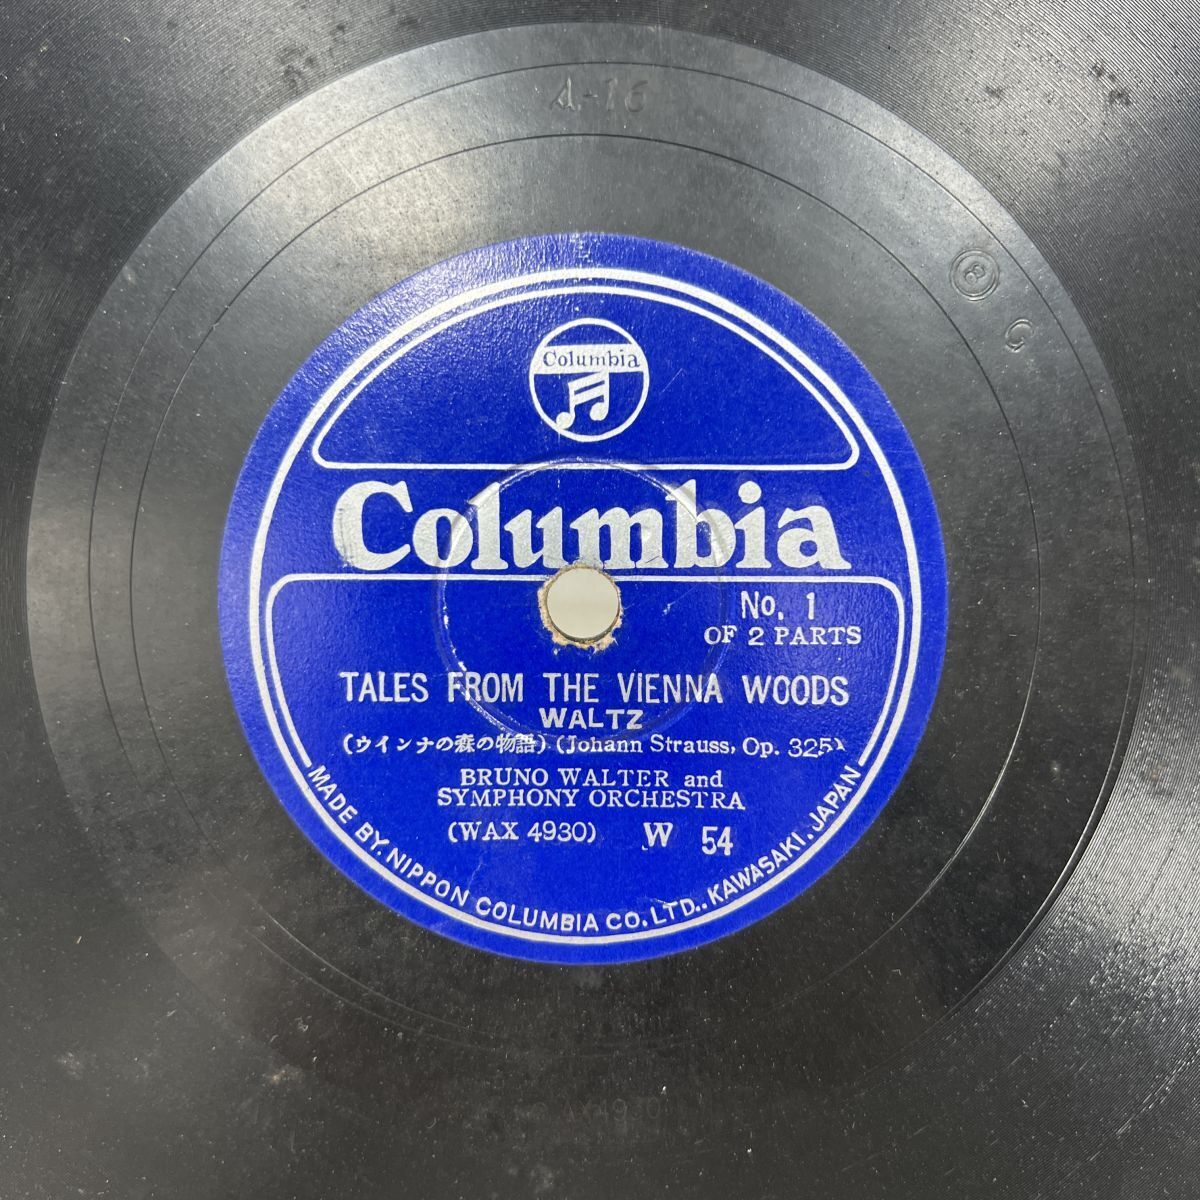 A-16
8
G
Columbia
Columbia
No. 1
OF 2 PARTS
TALES FROM THE VIENNA WOODS
WALTZ
(ウインナの森の物語) (Johann Strauss, Op. 325)
BRUNO WALTER and
SYMPHONY ORCHESTRA
(WAX 4930) W 54
MADE BY. NIPPON COLUMBIA CO. LTD., KAWASAKI. JAPAN